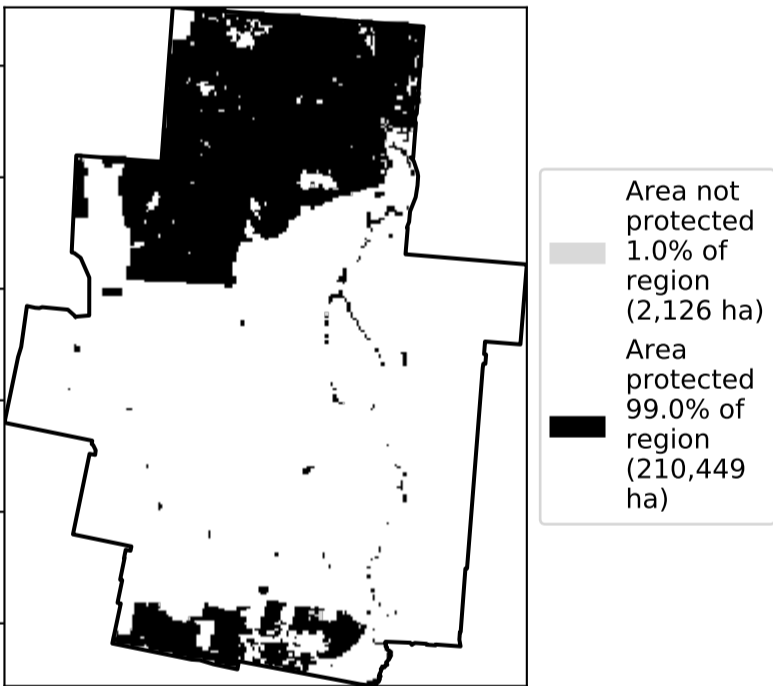 Area not
protected
1.0% of
region
(2,126 ha)
Area
protected
99.0% of
region
(210,449
ha)